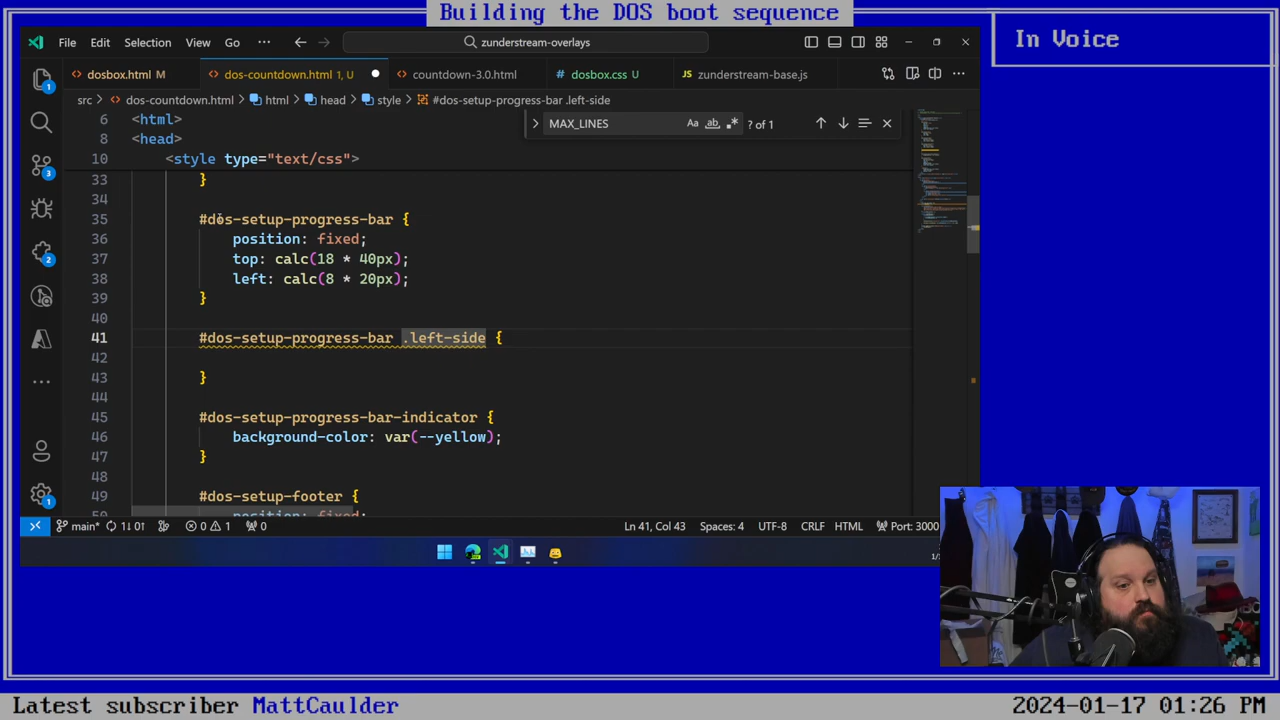 Building the DOS boot sequence
In Voice
File Edit Selection View Go zunderstream-overlays
dosbox.html M dos-countdown.html 1, U countdown-3.0.html dosbox.css U zunderstream-base.js
src > dos-countdown.html > html > head > style > #dos-setup-progress-bar .left-side
MAX_LINES Aa ab .* ? of 1
6 <html>
8 <head>
10 <style type="text/css">
33 }
34
35 #dos-setup-progress-bar {
36 position: fixed;
37 top: calc(18 * 40px);
38 left: calc(8 * 20px);
39 }
40
41 #dos-setup-progress-bar .left-side {
42
43 }
44
45 #dos-setup-progress-bar-indicator {
46 background-color: var(--yellow);
47 }
48
49 #dos-setup-footer {
50 position: fixed;
main* 1↓ 0↑ 0 1 0 Ln 41, Col 43 Spaces: 4 UTF-8 CRLF HTML Port: 3000
Latest subscriber MattCaulder 2024-01-17 01:26 PM